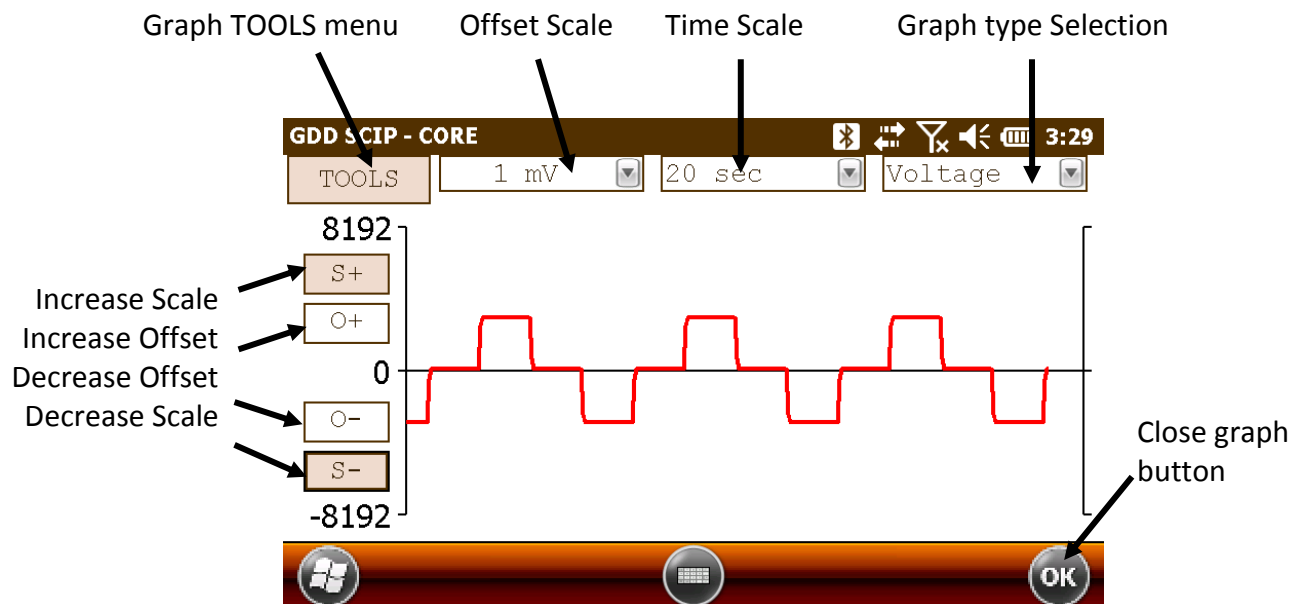 Graph TOOLS menu
Offset Scale
Time Scale
Graph type Selection
GDD SCIP - CORE
3:29
TOOLS
1 mV
20 sec
Voltage
8192
S+
Increase Scale
O+
Increase Offset
0
Decrease Offset
O-
Decrease Scale
S-
-8192
Close graph
button
OK